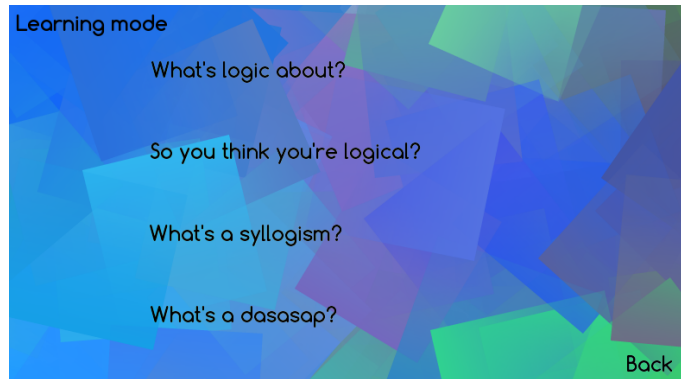 Learning mode
What's logic about?
So you think you're logical?
What's a syllogism?
What's a dasasap?
Back